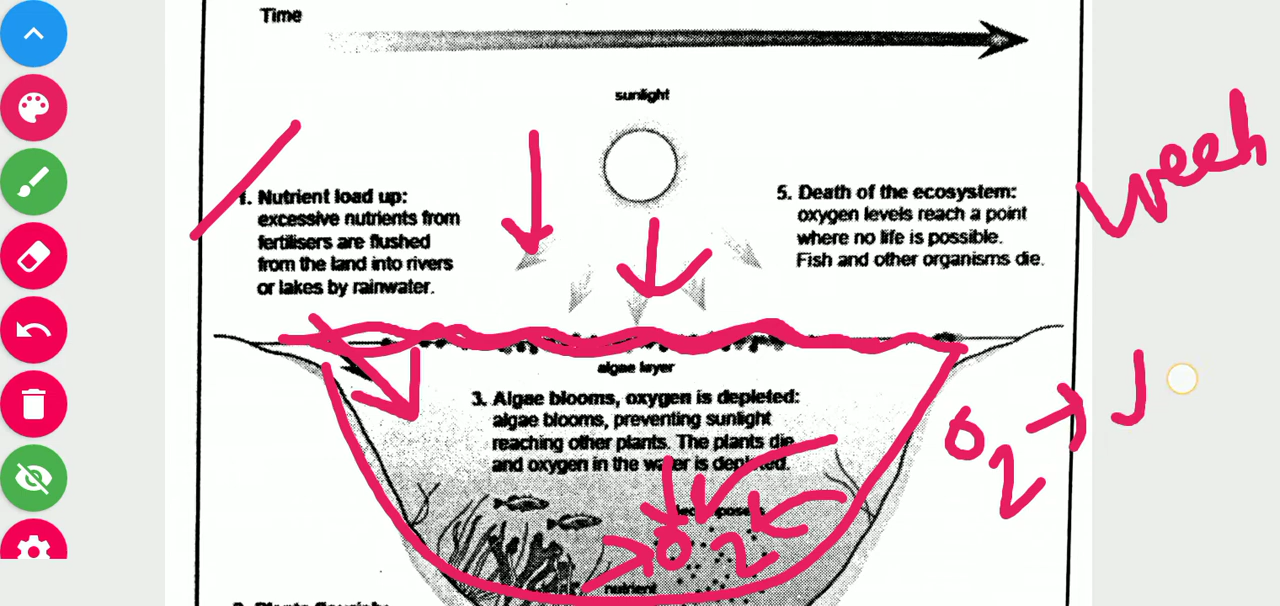 Time
sunlight
1. Nutrient load up:
excessive nutrients from
fertilisers are flushed
from the land into rivers
or lakes by rainwater.
5. Death of the ecosystem:
oxygen levels reach a point
where no life is possible.
Fish and other organisms die.
algae layer
3. Algae blooms, oxygen is depleted:
algae blooms, preventing sunlight
reaching other plants. The plants die
and oxygen in the water is depleted.
O2
O2 →
nutrient